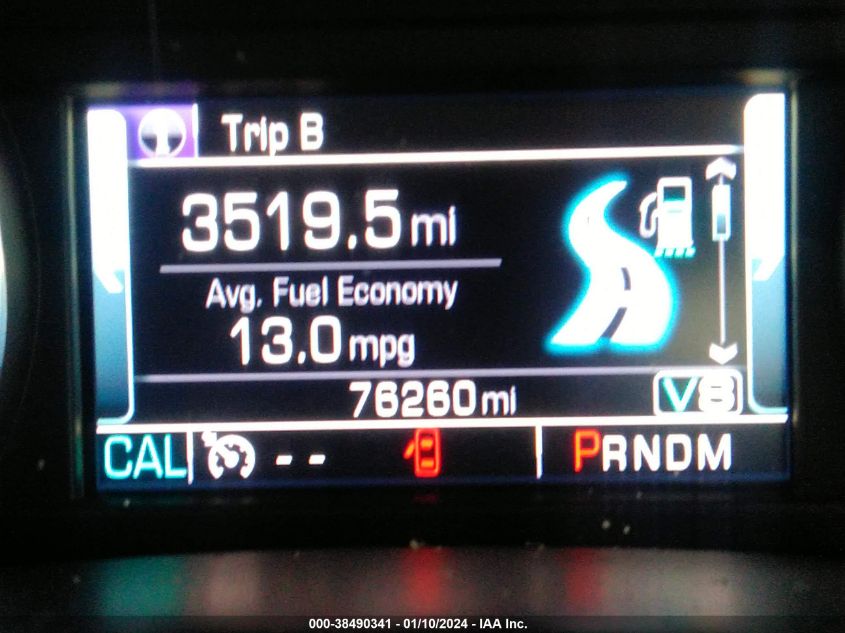 Trip B
3519.5 mi
Avg. Fuel Economy
13.0 mpg
76260 mi V8
CAL -- PRNDM
000-38490341 - 01/10/2024 - IAA Inc.